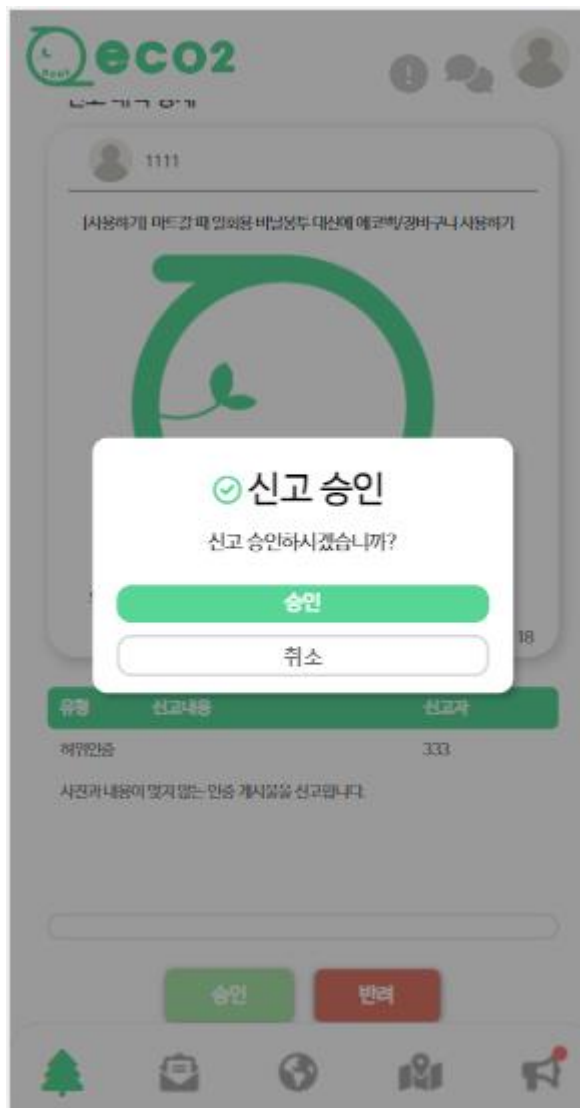 eco2
1111
[사용하기] 마트갈 때 일회용 비닐봉투 대신에 에코백/장바구니 사용하기
신고 승인
신고 승인하시겠습니까?
승인
취소
18
유형 신고내용 신고자
허위인증 333
사진과 내용이 맞지 않는 인증 게시물을 신고합니다.
승인 반려